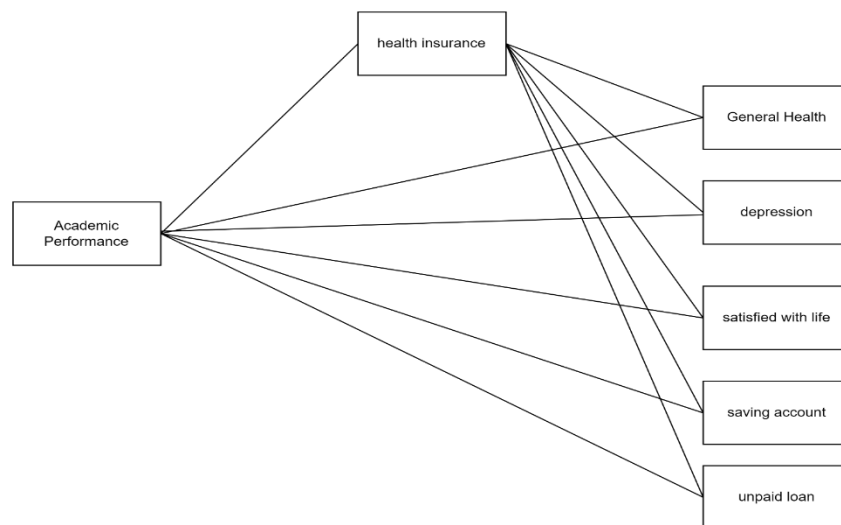 health insurance
General Health
Academic
Performance
depression
satisfied with life
saving account
unpaid loan